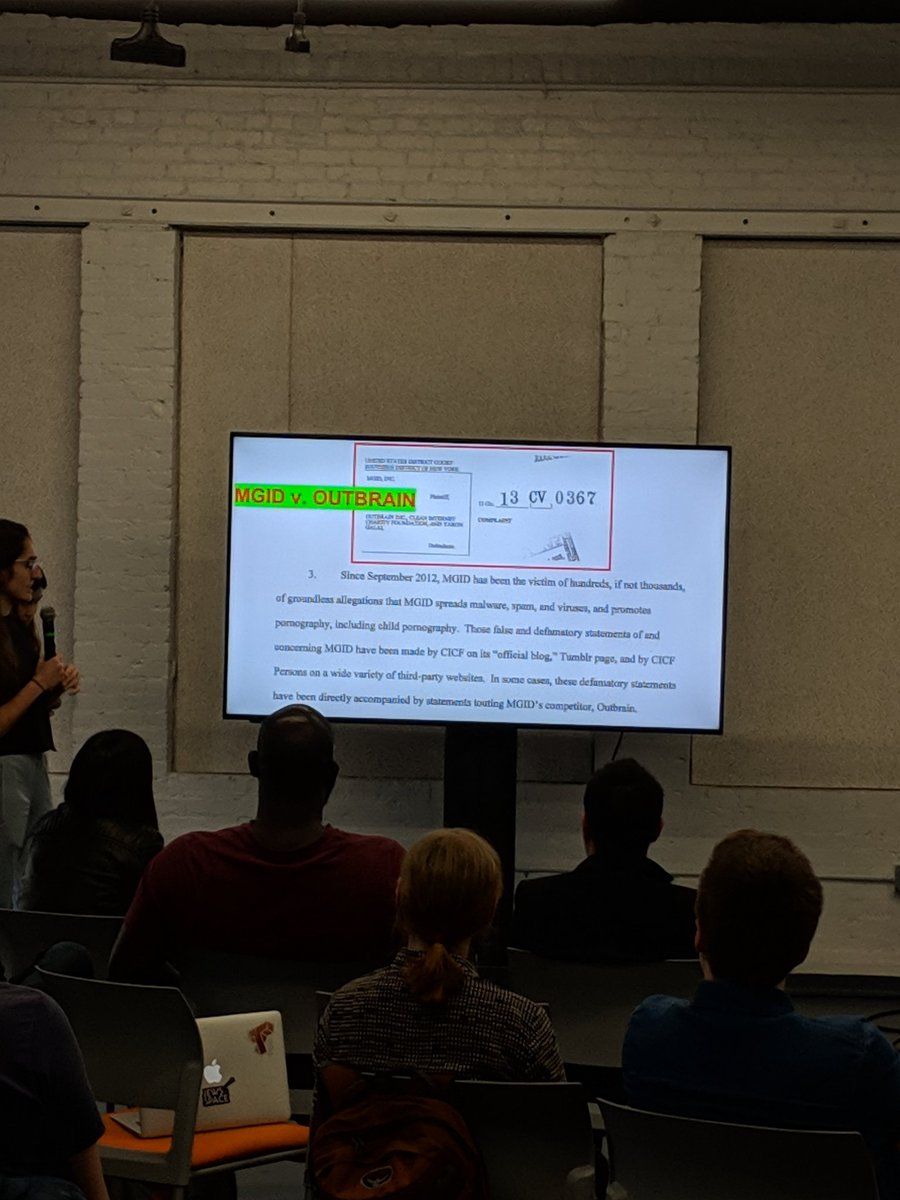 UNITED STATES DISTRICT COURT
SOUTHERN DISTRICT OF NEW YORK
MGID, INC.
Plaintiff,
MGID v. OUTBRAIN
13 CV 0367
OUTBRAIN INC., CLEAN INTERNET
CHARITY FOUNDATION, AND YARON
GALAI,
COMPLAINT
Defendants.
3. Since September 2012, MGID has been the victim of hundreds, if not thousands,
of groundless allegations that MGID spreads malware, spam, and viruses, and promotes
pornography, including child pornography. Those false and defamatory statements of and
concerning MGID have been made by CICF on its "official blog," Tumblr page, and by CICF
Persons on a wide variety of third-party websites. In some cases, these defamatory statements
have been directly accompanied by statements touting MGID's competitor, Outbrain.